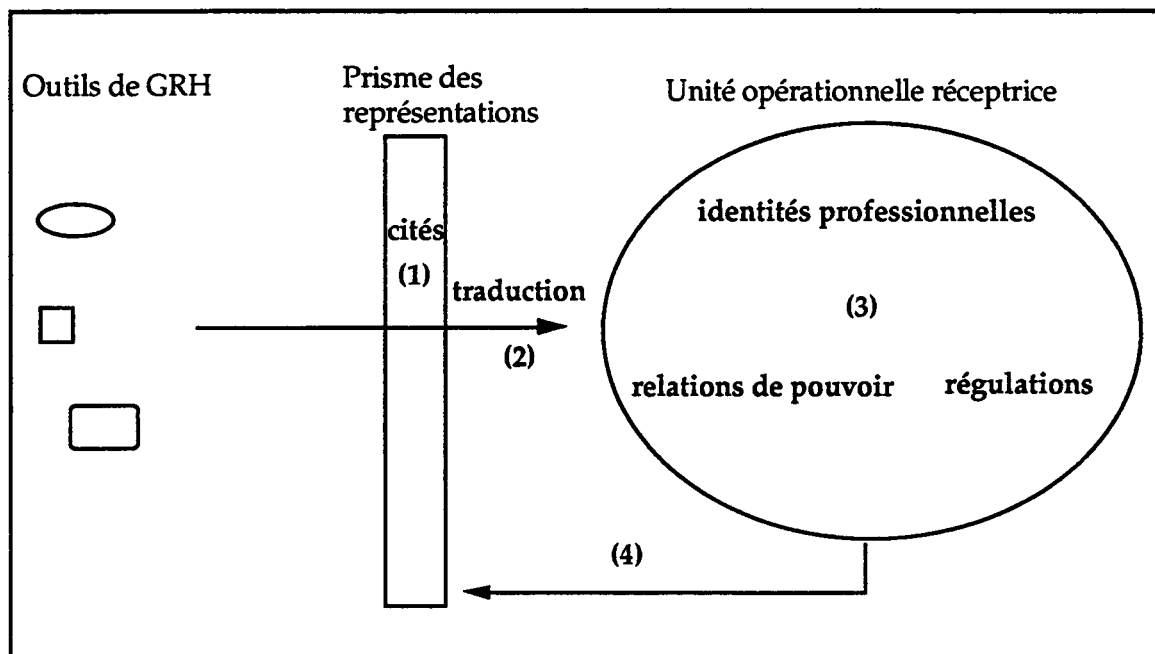 Outils de GRH
Prisme des
représentations
Unité opérationnelle réceptrice
cités
(1)
traduction
(2)
identités professionnelles
(3)
relations de pouvoir
régulations
(4)